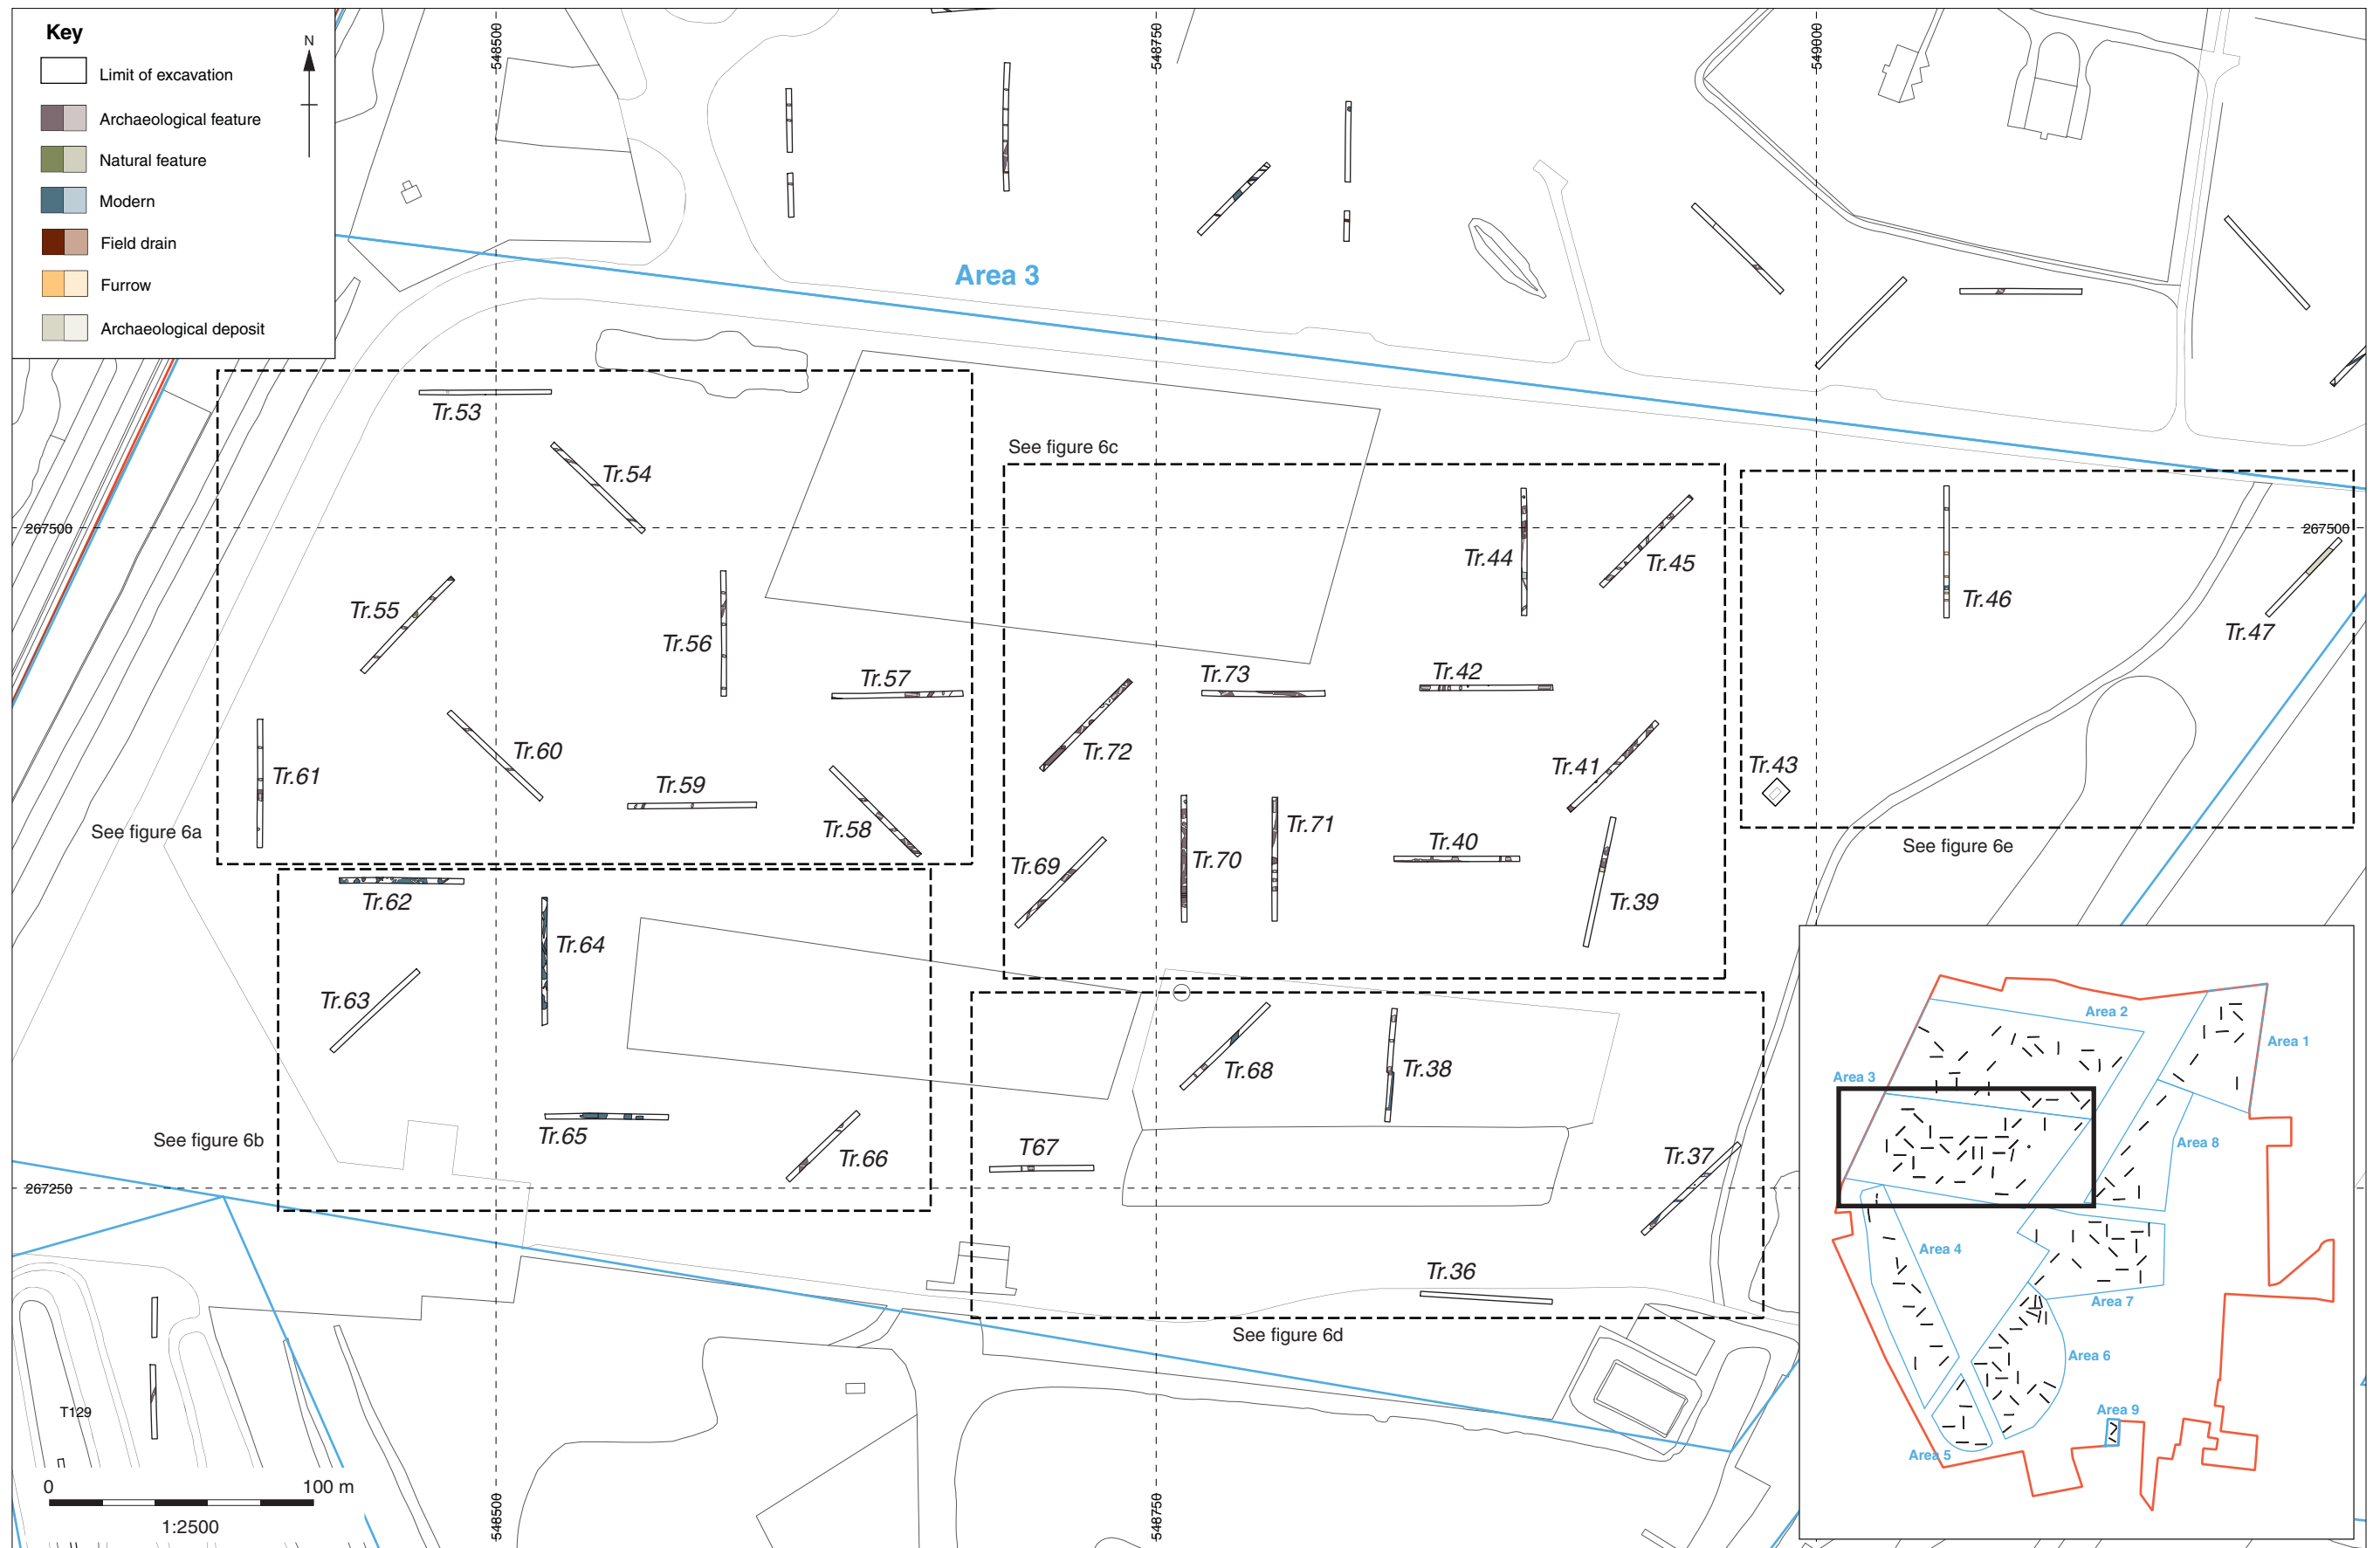 Key
N
Limit of excavation
Archaeological feature
Natural feature
Modern
Field drain
Furrow
Archaeological deposit
548500
548750
549000
Area 3
See figure 6c
Tr.53
Tr.54
267500
267500
Tr.44
Tr.45
Tr.55
Tr.56
Tr.46
Tr.47
Tr.57
Tr.73
Tr.42
Tr.61
Tr.60
Tr.59
Tr.72
Tr.41
Tr.43
See figure 6a
Tr.58
Tr.69
Tr.70
Tr.71
Tr.40
Tr.39
See figure 6e
Tr.62
Tr.64
Tr.63
Tr.68
Tr.38
See figure 6b
Tr.65
Tr.66
T67
Tr.37
267250
Tr.36
See figure 6d
T129
0
100 m
1:2500
548500
548750
Area 2
Area 1
Area 3
Area 8
Area 4
Area 7
Area 6
Area 9
Area 5